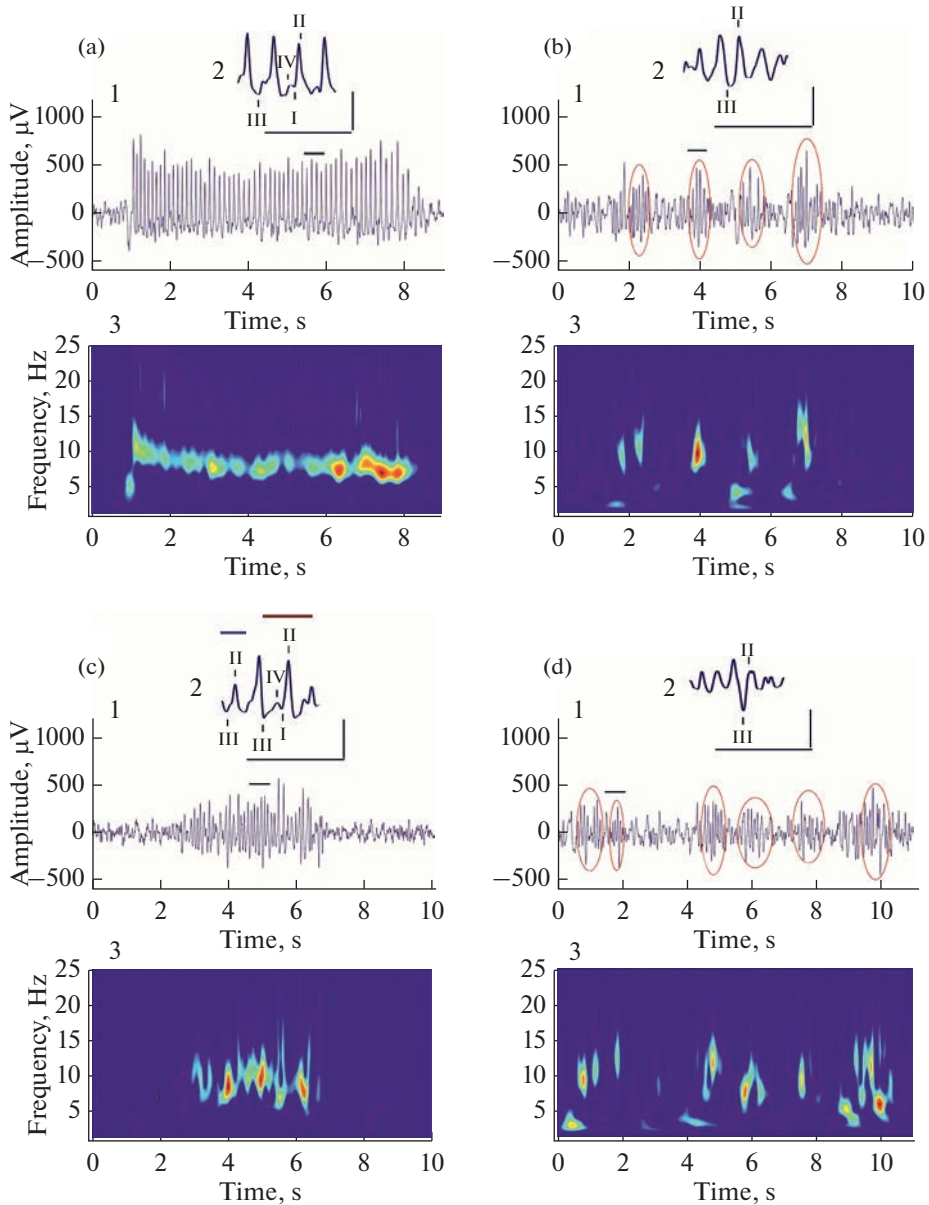 (a)
1
2
II
IV
III
I
Amplitude, µV
1000
500
0
−500
0 2 4 6 8
Time, s
3
Frequency, Hz
25
20
15
10
5
0 2 4 6 8
Time, s
(b)
1
2
II
III
1000
500
0
−500
0 2 4 6 8 10
Time, s
3
25
20
15
10
5
0 2 4 6 8 10
Time, s
(c)
1
2
II
II
IV
III
III
I
Amplitude, µV
1000
500
0
−500
0 2 4 6 8 10
Time, s
3
Frequency, Hz
25
20
15
10
5
0 2 4 6 8 10
Time, s
(d)
1
2
II
III
1000
500
0
−500
0 2 4 6 8 10
Time, s
3
25
20
15
10
5
0 2 4 6 8 10
Time, s